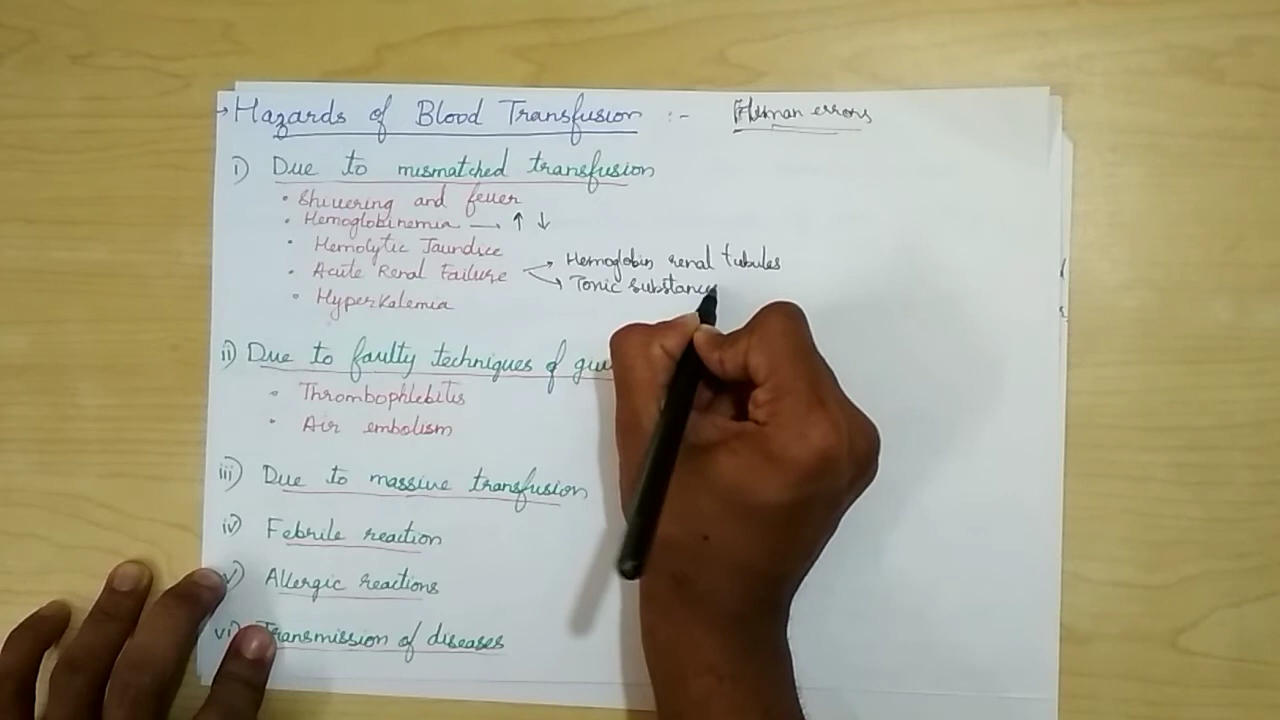 → Hazards of Blood Transfusion :- Human errors
i) Due to mismatched transfusion
• Shivering and fever
• Hemoglobinemia → ↑ ↓
• Hemolytic Jaundice
• Acute Renal Failure → Hemoglobin renal tubules
→ Tonic substances
• Hyperkalemia
ii) Due to faulty techniques of
• Thrombophlebitis
• Air embolism
iii) Due to massive transfusion
iv) Febrile reaction
v) Allergic reactions
vi) Transmission of diseases